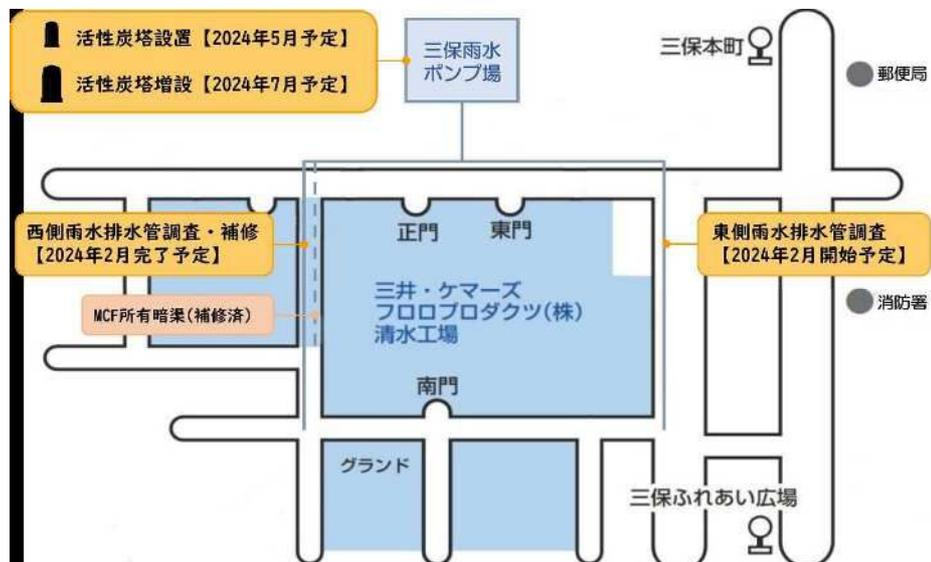 活性炭塔設置【2024年5月予定】
活性炭塔増設【2024年7月予定】
三保雨水
ポンプ場
三保本町
郵便局
西側雨水排水管調査・補修
【2024年2月完了予定】
正門
東門
東側雨水排水管調査
【2024年2月開始予定】
三井・ケマーズ
フロロプロダクツ(株)
清水工場
MCF所有暗渠(補修済)
消防署
南門
グランド
三保ふれあい広場